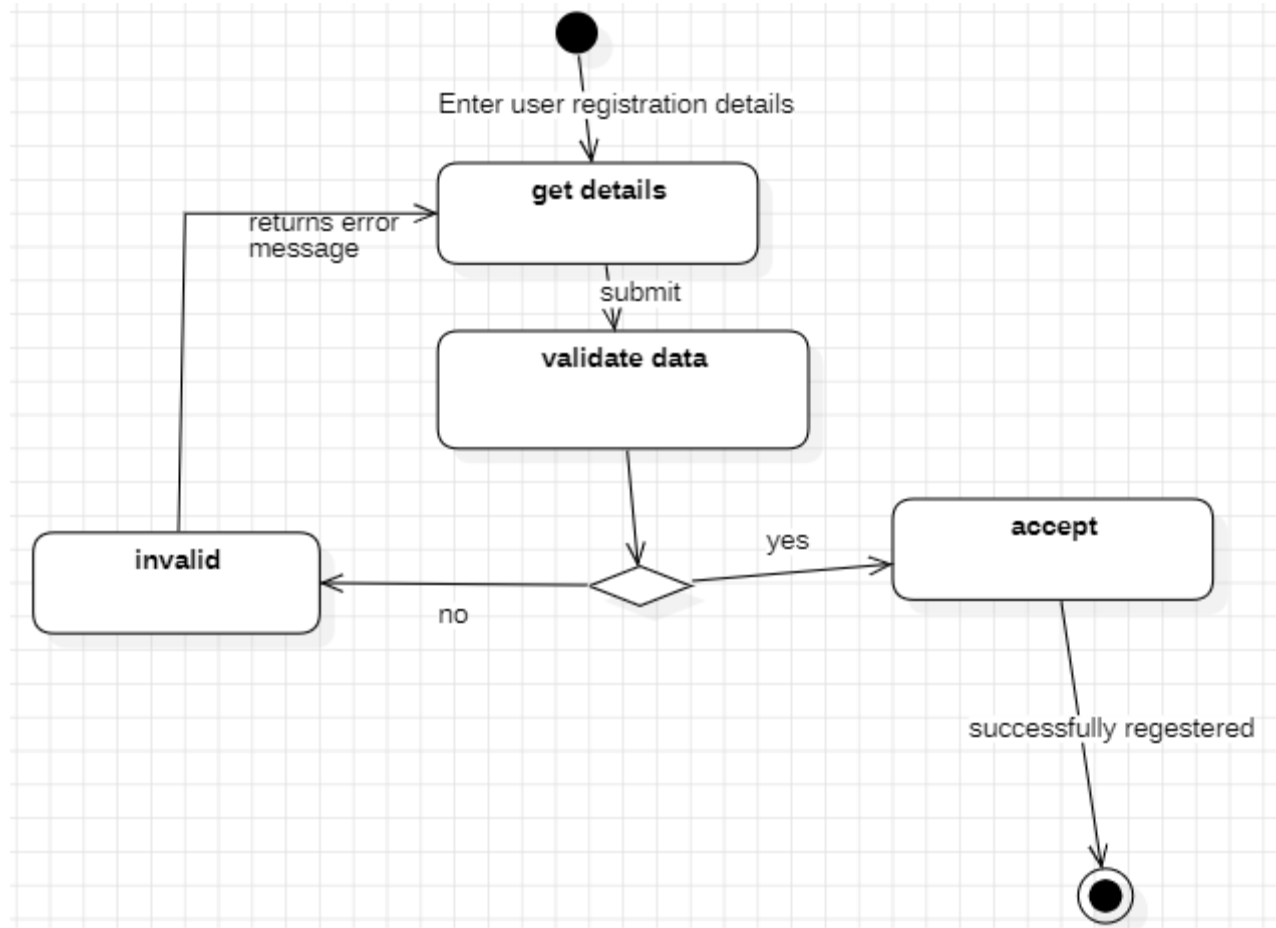 Enter user registration details
get details
returns error
message
submit
validate data
accept
yes
invalid
no
successfully regestered